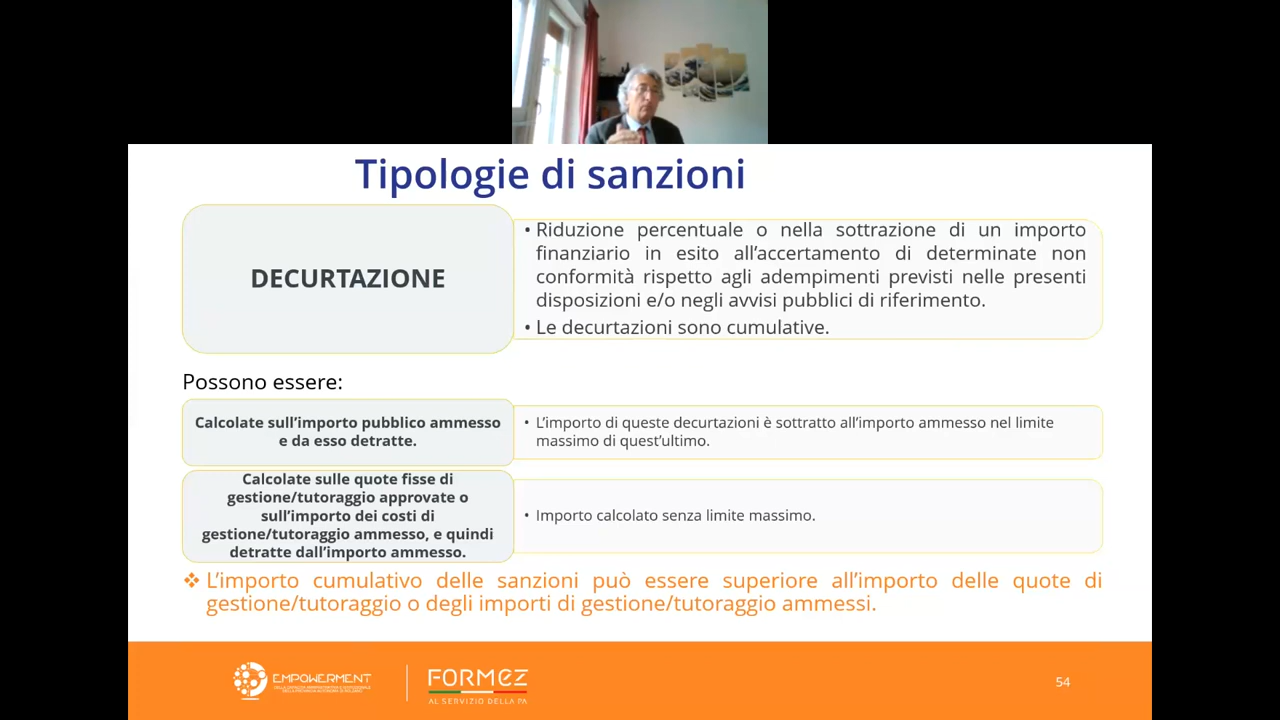 Tipologie di sanzioni
DECURTAZIONE
• Riduzione percentuale o nella sottrazione di un importo
finanziario in esito all’accertamento di determinate non
conformità rispetto agli adempimenti previsti nelle presenti
disposizioni e/o negli avvisi pubblici di riferimento.
• Le decurtazioni sono cumulative.
Possono essere:
Calcolate sull’importo pubblico ammesso
e da esso detratte.
• L’importo di queste decurtazioni è sottratto all’importo ammesso nel limite
massimo di quest’ultimo.
Calcolate sulle quote fisse di
gestione/tutoraggio approvate o
sull’importo dei costi di
gestione/tutoraggio ammesso, e quindi
detratte dall’importo ammesso.
• Importo calcolato senza limite massimo.
❖ L’importo cumulativo delle sanzioni può essere superiore all’importo delle quote di
gestione/tutoraggio o degli importi di gestione/tutoraggio ammessi.
EMPOWERMENT
FORMEZ
AL SERVIZIO DELLA PA
54